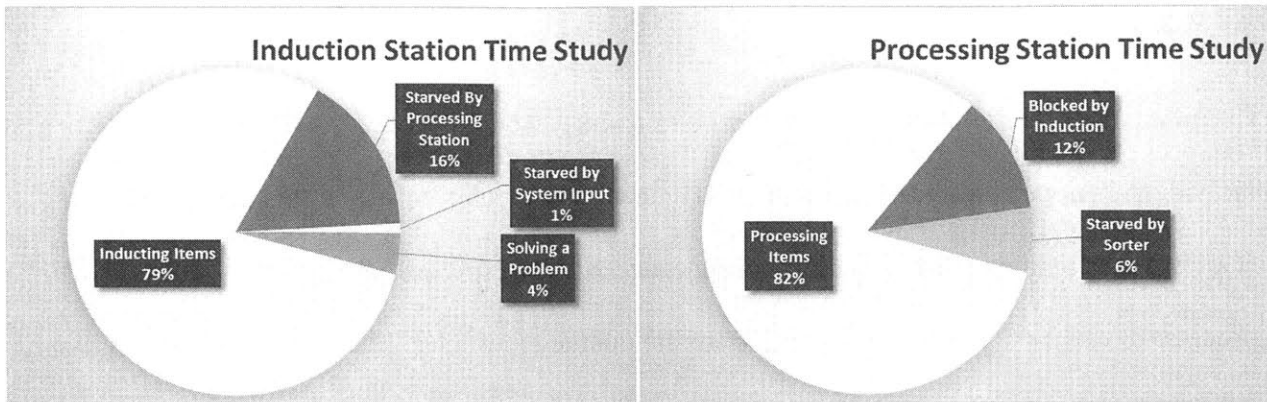 Induction Station Time Study
Starved By
Processing
Station
16%
Starved by
System Input
1%
Solving a
Problem
4%
Inducting Items
79%
Processing Station Time Study
Blocked by
Induction
12%
Starved by
Sorter
6%
Processing
Items
82%